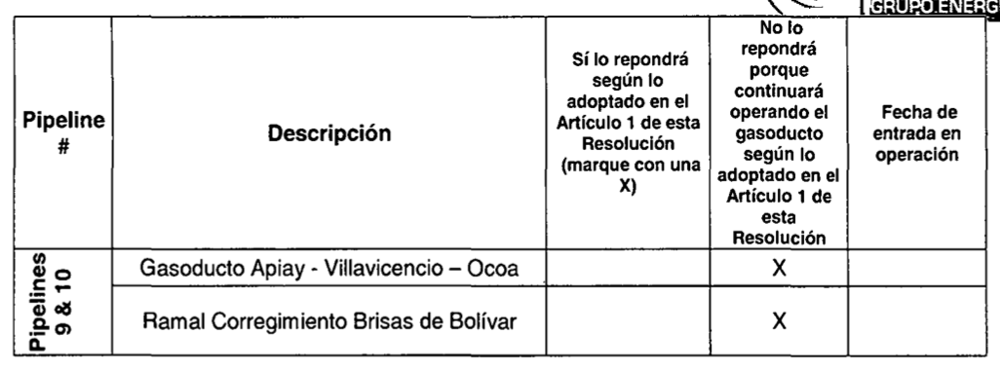 GRUPO ENERG
Pipeline
#
Descripción
Sí lo repondrá
según lo
adoptado en el
Artículo 1 de esta
Resolución
(marque con una
X)
No lo
repondrá
porque
continuará
operando el
gasoducto
según lo
adoptado en el
Artículo 1 de
esta
Resolución
Fecha de
entrada en
operación
Pipelines
9 & 10
Gasoducto Apiay - Villavicencio – Ocoa
X
Ramal Corregimiento Brisas de Bolívar
X